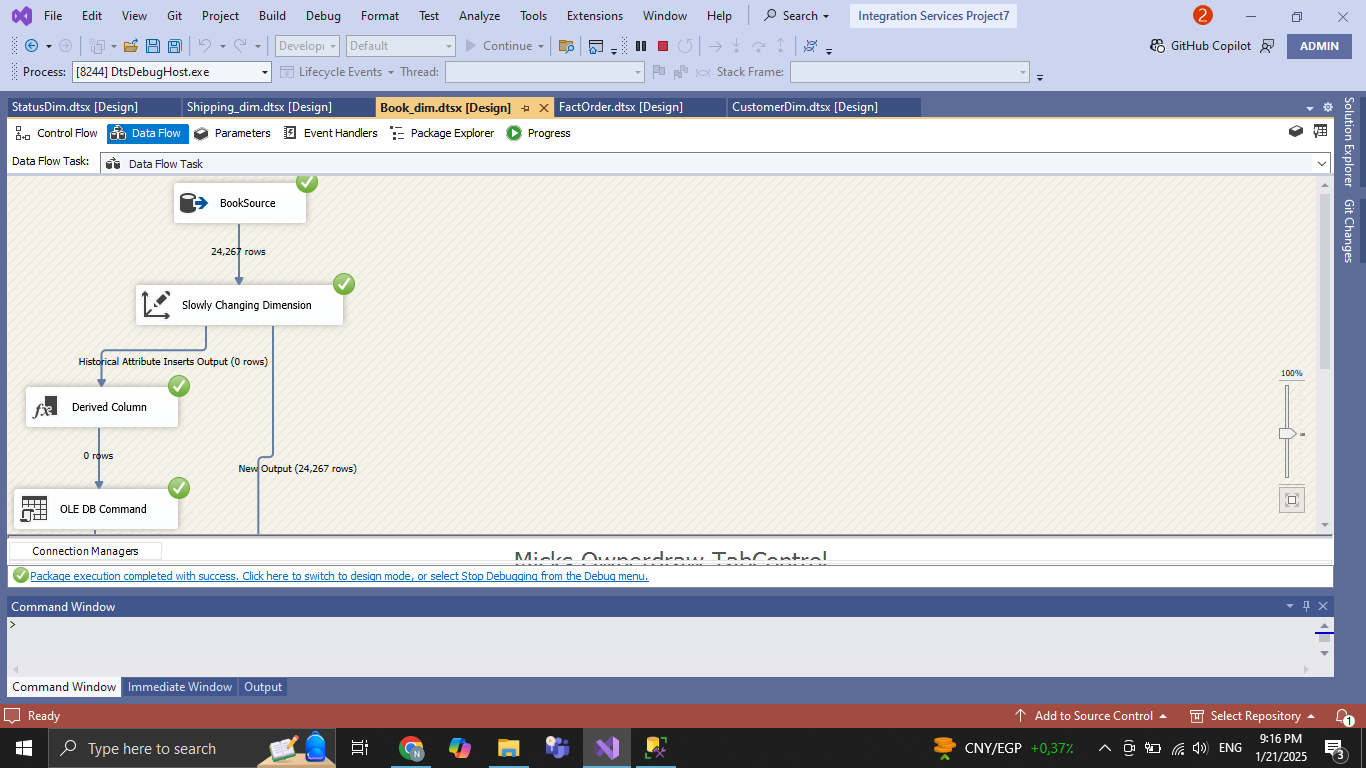 File Edit View Git Project Build Debug Format Test Analyze Tools Extensions Window Help Search Integration Services Project7 2
Developi Default Continue GitHub Copilot ADMIN
Process: [8244] DtsDebugHost.exe Lifecycle Events Thread: Stack Frame:
StatusDim.dtsx [Design] Shipping_dim.dtsx [Design] Book_dim.dtsx [Design] FactOrder.dtsx [Design] CustomerDim.dtsx [Design]
Control Flow Data Flow Parameters Event Handlers Package Explorer Progress
Data Flow Task: Data Flow Task
Solution Explorer
Git Changes
BookSource
24,267 rows
Slowly Changing Dimension
Historical Attribute Inserts Output (0 rows)
Derived Column
0 rows
New Output (24,267 rows)
OLE DB Command
100%
Connection Managers
Micks Ownerdraw TabControl
Package execution completed with success. Click here to switch to design mode, or select Stop Debugging from the Debug menu.
Command Window
>
Command Window Immediate Window Output
Ready Add to Source Control Select Repository 1
Type here to search N CNY/EGP +0,37% ENG 9:16 PM
1/21/2025 3